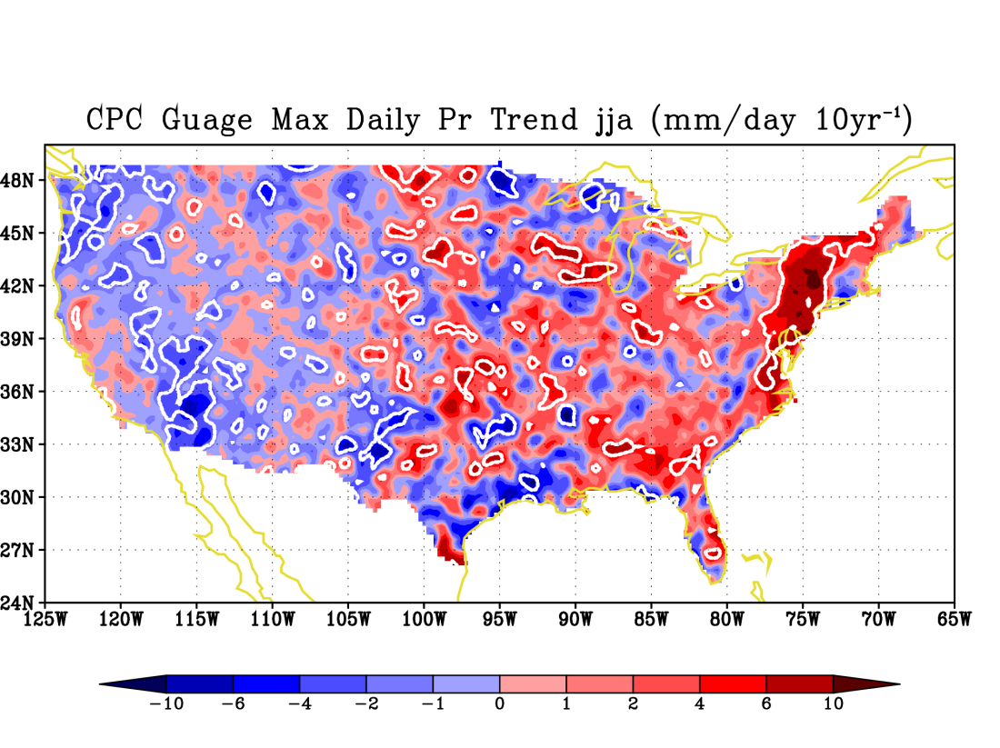 CPC Guage Max Daily Pr Trend jja (mm/day 10yr⁻¹)
48N
45N
42N
39N
36N
33N
30N
27N
24N
125W 120W 115W 110W 105W 100W 95W 90W 85W 80W 75W 70W 65W
−10 −6 −4 −2 −1 0 1 2 4 6 10